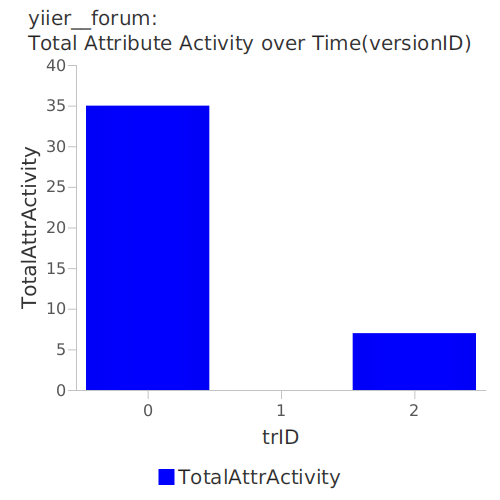 yiier__forum:
Total Attribute Activity over Time(versionID)
40
35
30
25
20
15
10
5
0
TotalAttrActivity
0 1 2
trID
TotalAttrActivity